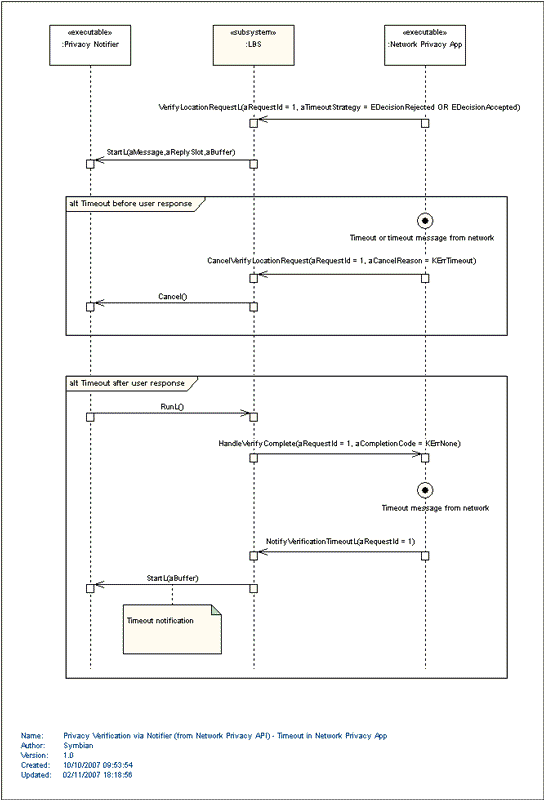 «executable»
:Privacy Notifier
«subsystem»
:LBS
«executable»
:Network Privacy App
VerifyLocationRequestL(aRequestId = 1, aTimeoutStrategy = EDecisionRejected OR EDecisionAccepted)
StartL(aMessage,aReplySlot,aBuffer)
alt Timeout before user response
Timeout or timeout message from network
CancelVerifyLocationRequest(aRequestId = 1, aCancelReason = KErrTimeout)
Cancel()
alt Timeout after user response
RunL()
HandleVerifyComplete(aRequestId = 1, aCompletionCode = KErrNone)
Timeout message from network
NotifyVerificationTimeoutL(aRequestId = 1)
StartL(aBuffer)
Timeout notification
Name: Privacy Verification via Notifier (from Network Privacy API) - Timeout in Network Privacy App
Author: Symbian
Version: 1.0
Created: 10/10/2007 09:53:54
Updated: 02/11/2007 18:18:56